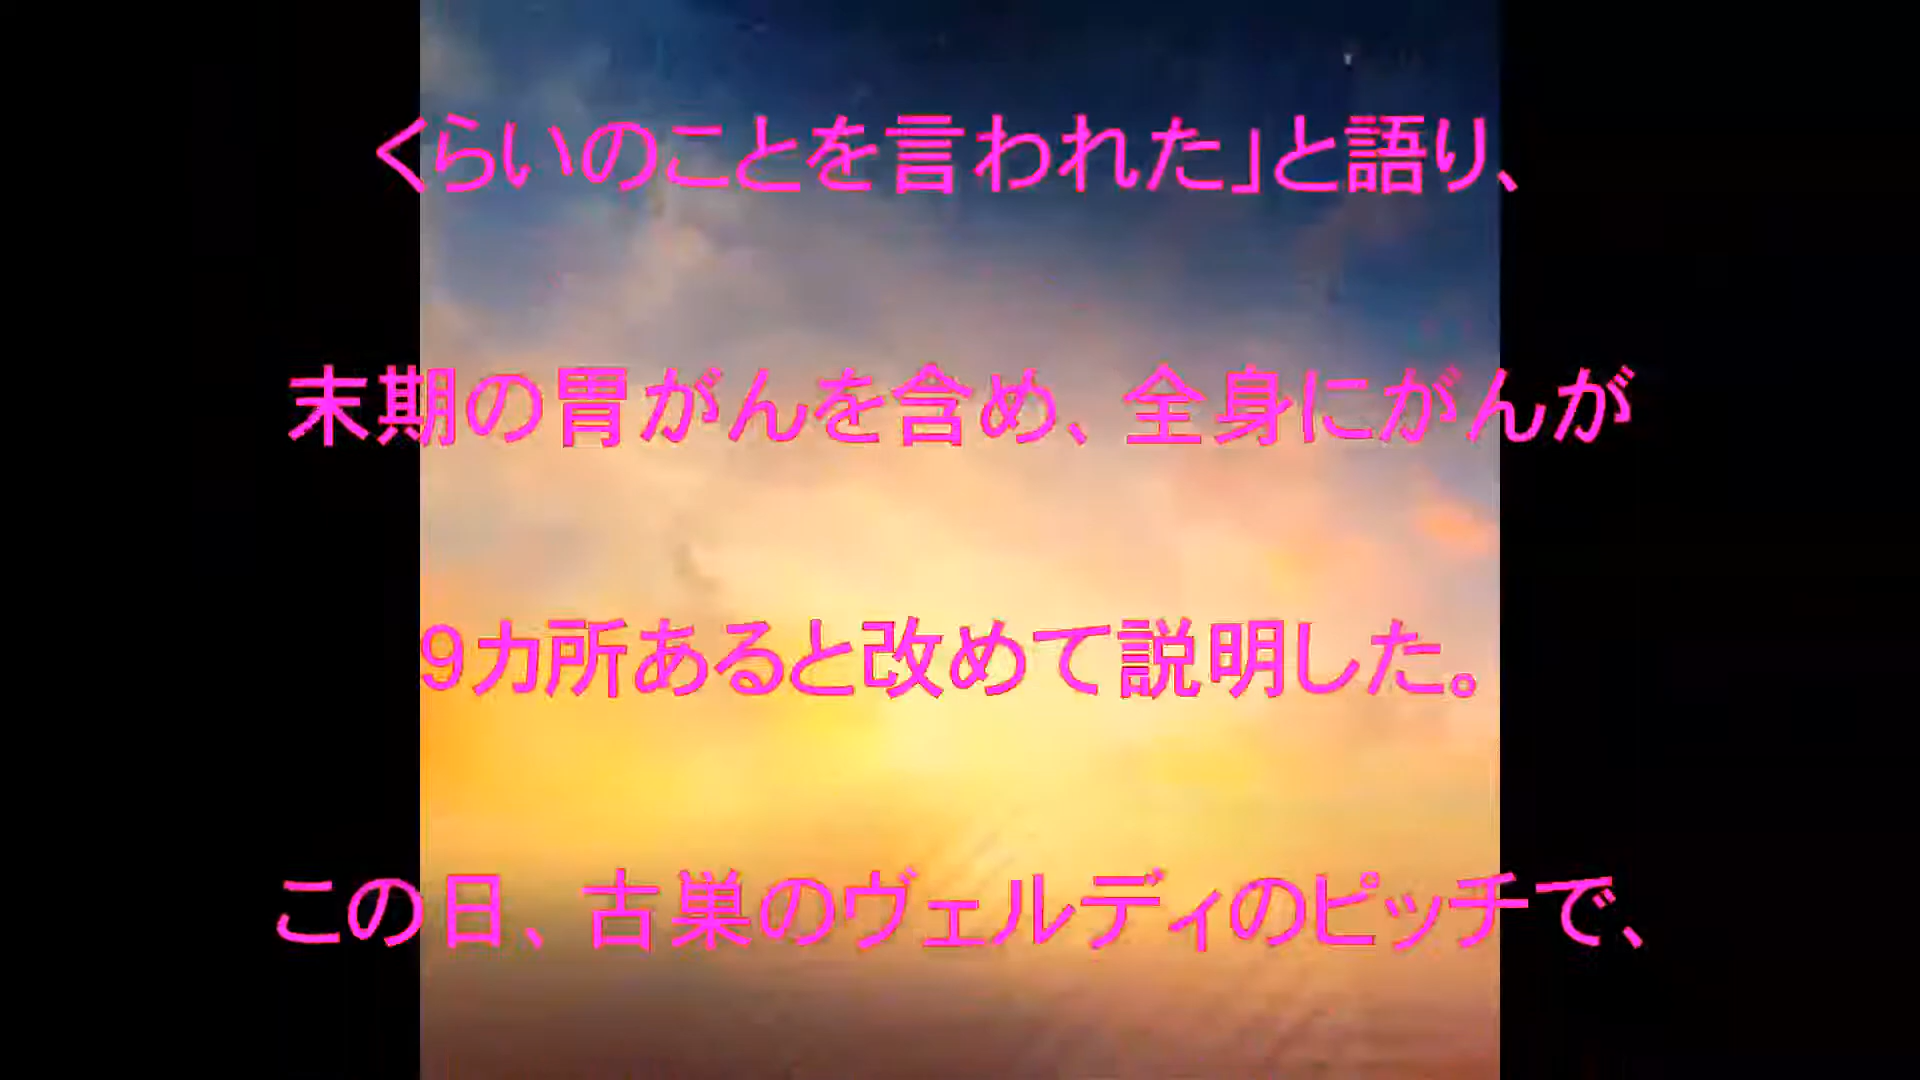 くらいのことを言われた」と語り、
末期の胃がんを含め、全身にがんが
9カ所あると改めて説明した。
この日、古巣のヴェルディのピッチで、